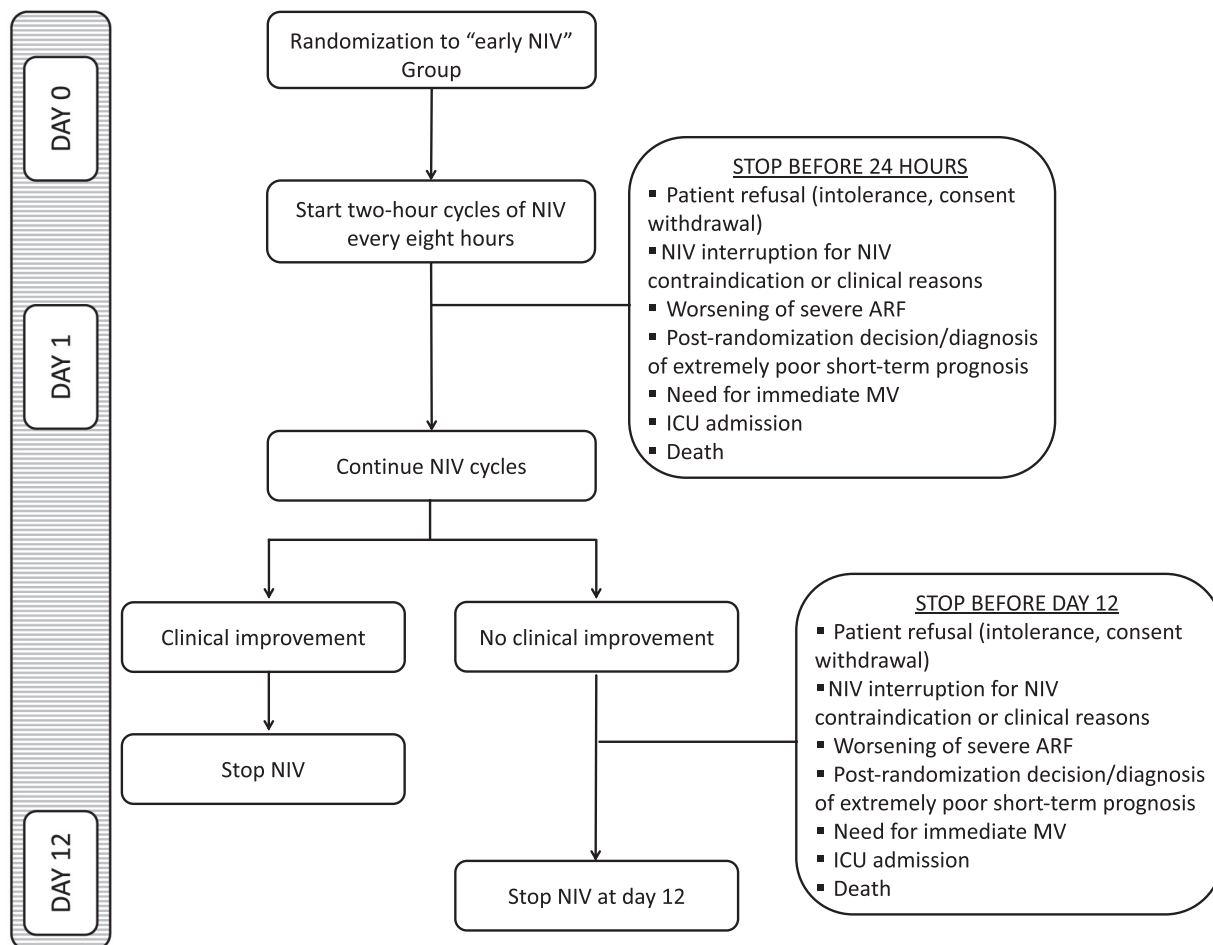 DAY 0
DAY 1
DAY 12
Randomization to “early NIV”
Group
Start two-hour cycles of NIV
every eight hours
STOP BEFORE 24 HOURS
▪ Patient refusal (intolerance, consent
withdrawal)
▪NIV interruption for NIV
contraindication or clinical reasons
▪ Worsening of severe ARF
▪ Post-randomization decision/diagnosis
of extremely poor short-term prognosis
▪ Need for immediate MV
▪ ICU admission
▪ Death
Continue NIV cycles
Clinical improvement
No clinical improvement
Stop NIV
STOP BEFORE DAY 12
▪ Patient refusal (intolerance, consent
withdrawal)
▪NIV interruption for NIV
contraindication or clinical reasons
▪ Worsening of severe ARF
▪ Post-randomization decision/diagnosis
of extremely poor short-term prognosis
▪ Need for immediate MV
▪ ICU admission
▪ Death
Stop NIV at day 12